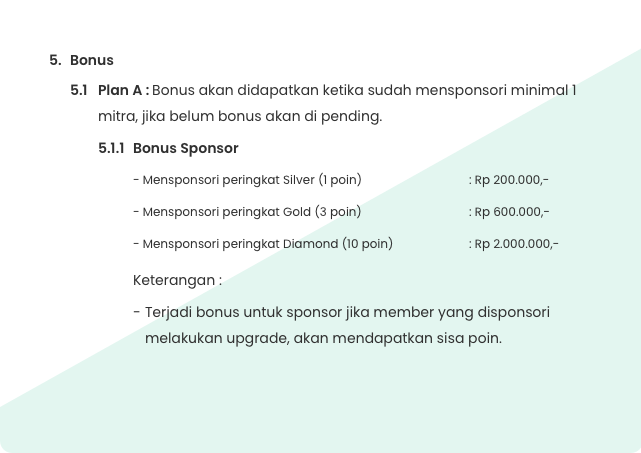 5. Bonus
5.1 Plan A : Bonus akan didapatkan ketika sudah mensponsori minimal 1
mitra, jika belum bonus akan di pending.
5.1.1 Bonus Sponsor
- Mensponsori peringkat Silver (1 poin) : Rp 200.000,-
- Mensponsori peringkat Gold (3 poin) : Rp 600.000,-
- Mensponsori peringkat Diamond (10 poin) : Rp 2.000.000,-
Keterangan :
- Terjadi bonus untuk sponsor jika member yang disponsori
melakukan upgrade, akan mendapatkan sisa poin.